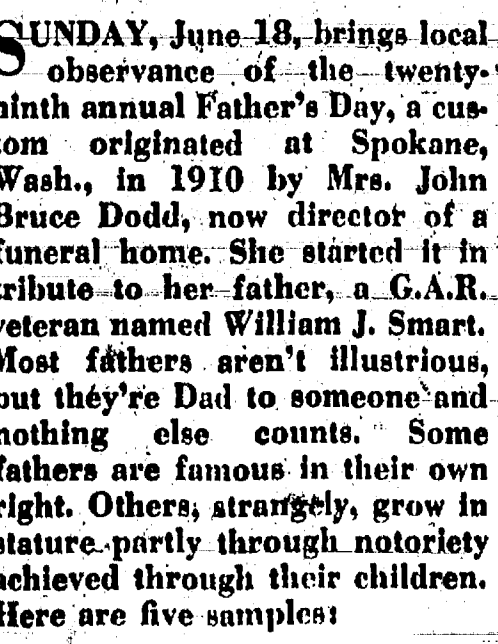 SUNDAY, June 18, brings local
observance of the twenty-
ninth annual Father's Day, a cus-
tom originated at Spokane,
Wash., in 1910 by Mrs. John
Bruce Dodd, now director of a
funeral home. She started it in
tribute to her father, a G.A.R.
veteran named William J. Smart.
Most fathers aren't illustrious,
but they're Dad to someone and
nothing else counts. Some
fathers are famous in their own
right. Others, strangely, grow in
stature partly through notoriety
achieved through their children.
Here are five samples: